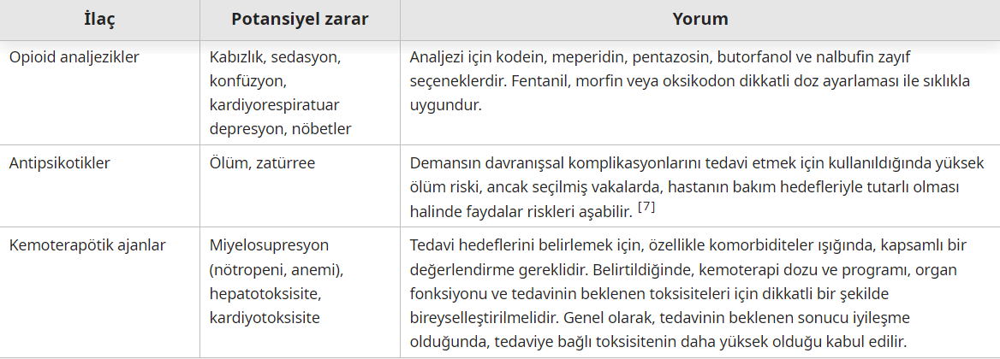 İlaç
Potansiyel zarar
Yorum
Opioid analjezikler
Kabızlık, sedasyon,
konfüzyon,
kardiyorespiratuar
depresyon, nöbetler
Analjezi için kodein, meperidin, pentazosin, butorfanol ve nalbufin zayıf
seçeneklerdir. Fentanil, morfin veya oksikodon dikkatli doz ayarlaması ile sıklıkla
uygundur.
Antipsikotikler
Ölüm, zatürree
Demansın davranışsal komplikasyonlarını tedavi etmek için kullanıldığında yüksek
ölüm riski, ancak seçilmiş vakalarda, hastanın bakım hedefleriyle tutarlı olması
halinde faydalar riskleri aşabilir. [7]
Kemoterapötik ajanlar
Miyelosupresyon
(nötropeni, anemi),
hepatotoksisite,
kardiyotoksisite
Tedavi hedeflerini belirlemek için, özellikle komorbiditeler ışığında, kapsamlı bir
değerlendirme gereklidir. Belirtildiğinde, kemoterapi dozu ve programı, organ
fonksiyonu ve tedavinin beklenen toksisiteleri için dikkatli bir şekilde
bireyselleştirilmelidir. Genel olarak, tedavinin beklenen sonucu iyileşme
olduğunda, tedaviye bağlı toksisitenin daha yüksek olduğu kabul edilir.